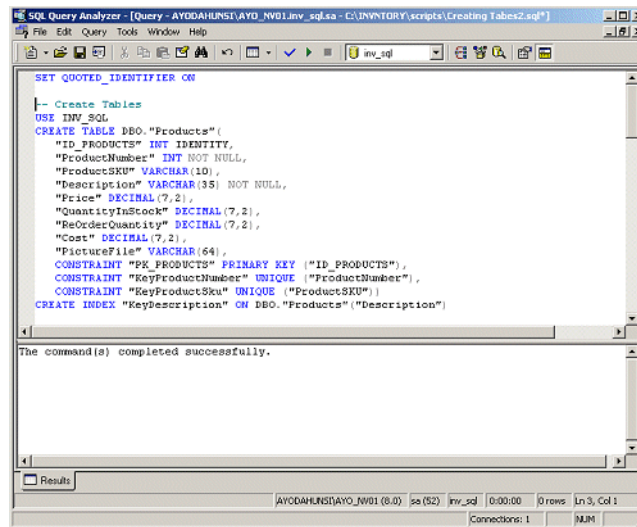 SQL Query Analyzer - [Query - AYODAHUNSI\AYO_NV01.inv_sql.sa - C:\INVNTORY\scripts\Creating Tabes2.sql*]
File Edit Query Tools Window Help
inv_sql
SET QUOTED_IDENTIFIER ON
-- Create Tables
USE INV_SQL
CREATE TABLE DBO."Products"(
"ID_PRODUCTS" INT IDENTITY,
"ProductNumber" INT NOT NULL,
"ProductSKU" VARCHAR(10),
"Description" VARCHAR(35) NOT NULL,
"Price" DECIMAL(7,2),
"QuantityInStock" DECIMAL(7,2),
"ReOrderQuantity" DECIMAL(7,2),
"Cost" DECIMAL(7,2),
"PictureFile" VARCHAR(64),
CONSTRAINT "PK_PRODUCTS" PRIMARY KEY ("ID_PRODUCTS"),
CONSTRAINT "KeyProductNumber" UNIQUE ("ProductNumber"),
CONSTRAINT "KeyProductSku" UNIQUE ("ProductSKU"))
CREATE INDEX "KeyDescription" ON DBO."Products"("Description")
The command(s) completed successfully.
Results
AYODAHUNSI\AYO_NV01 (8.0) sa (52) inv_sql 0:00:00 0 rows Ln 3, Col 1
Connections: 1 NUM